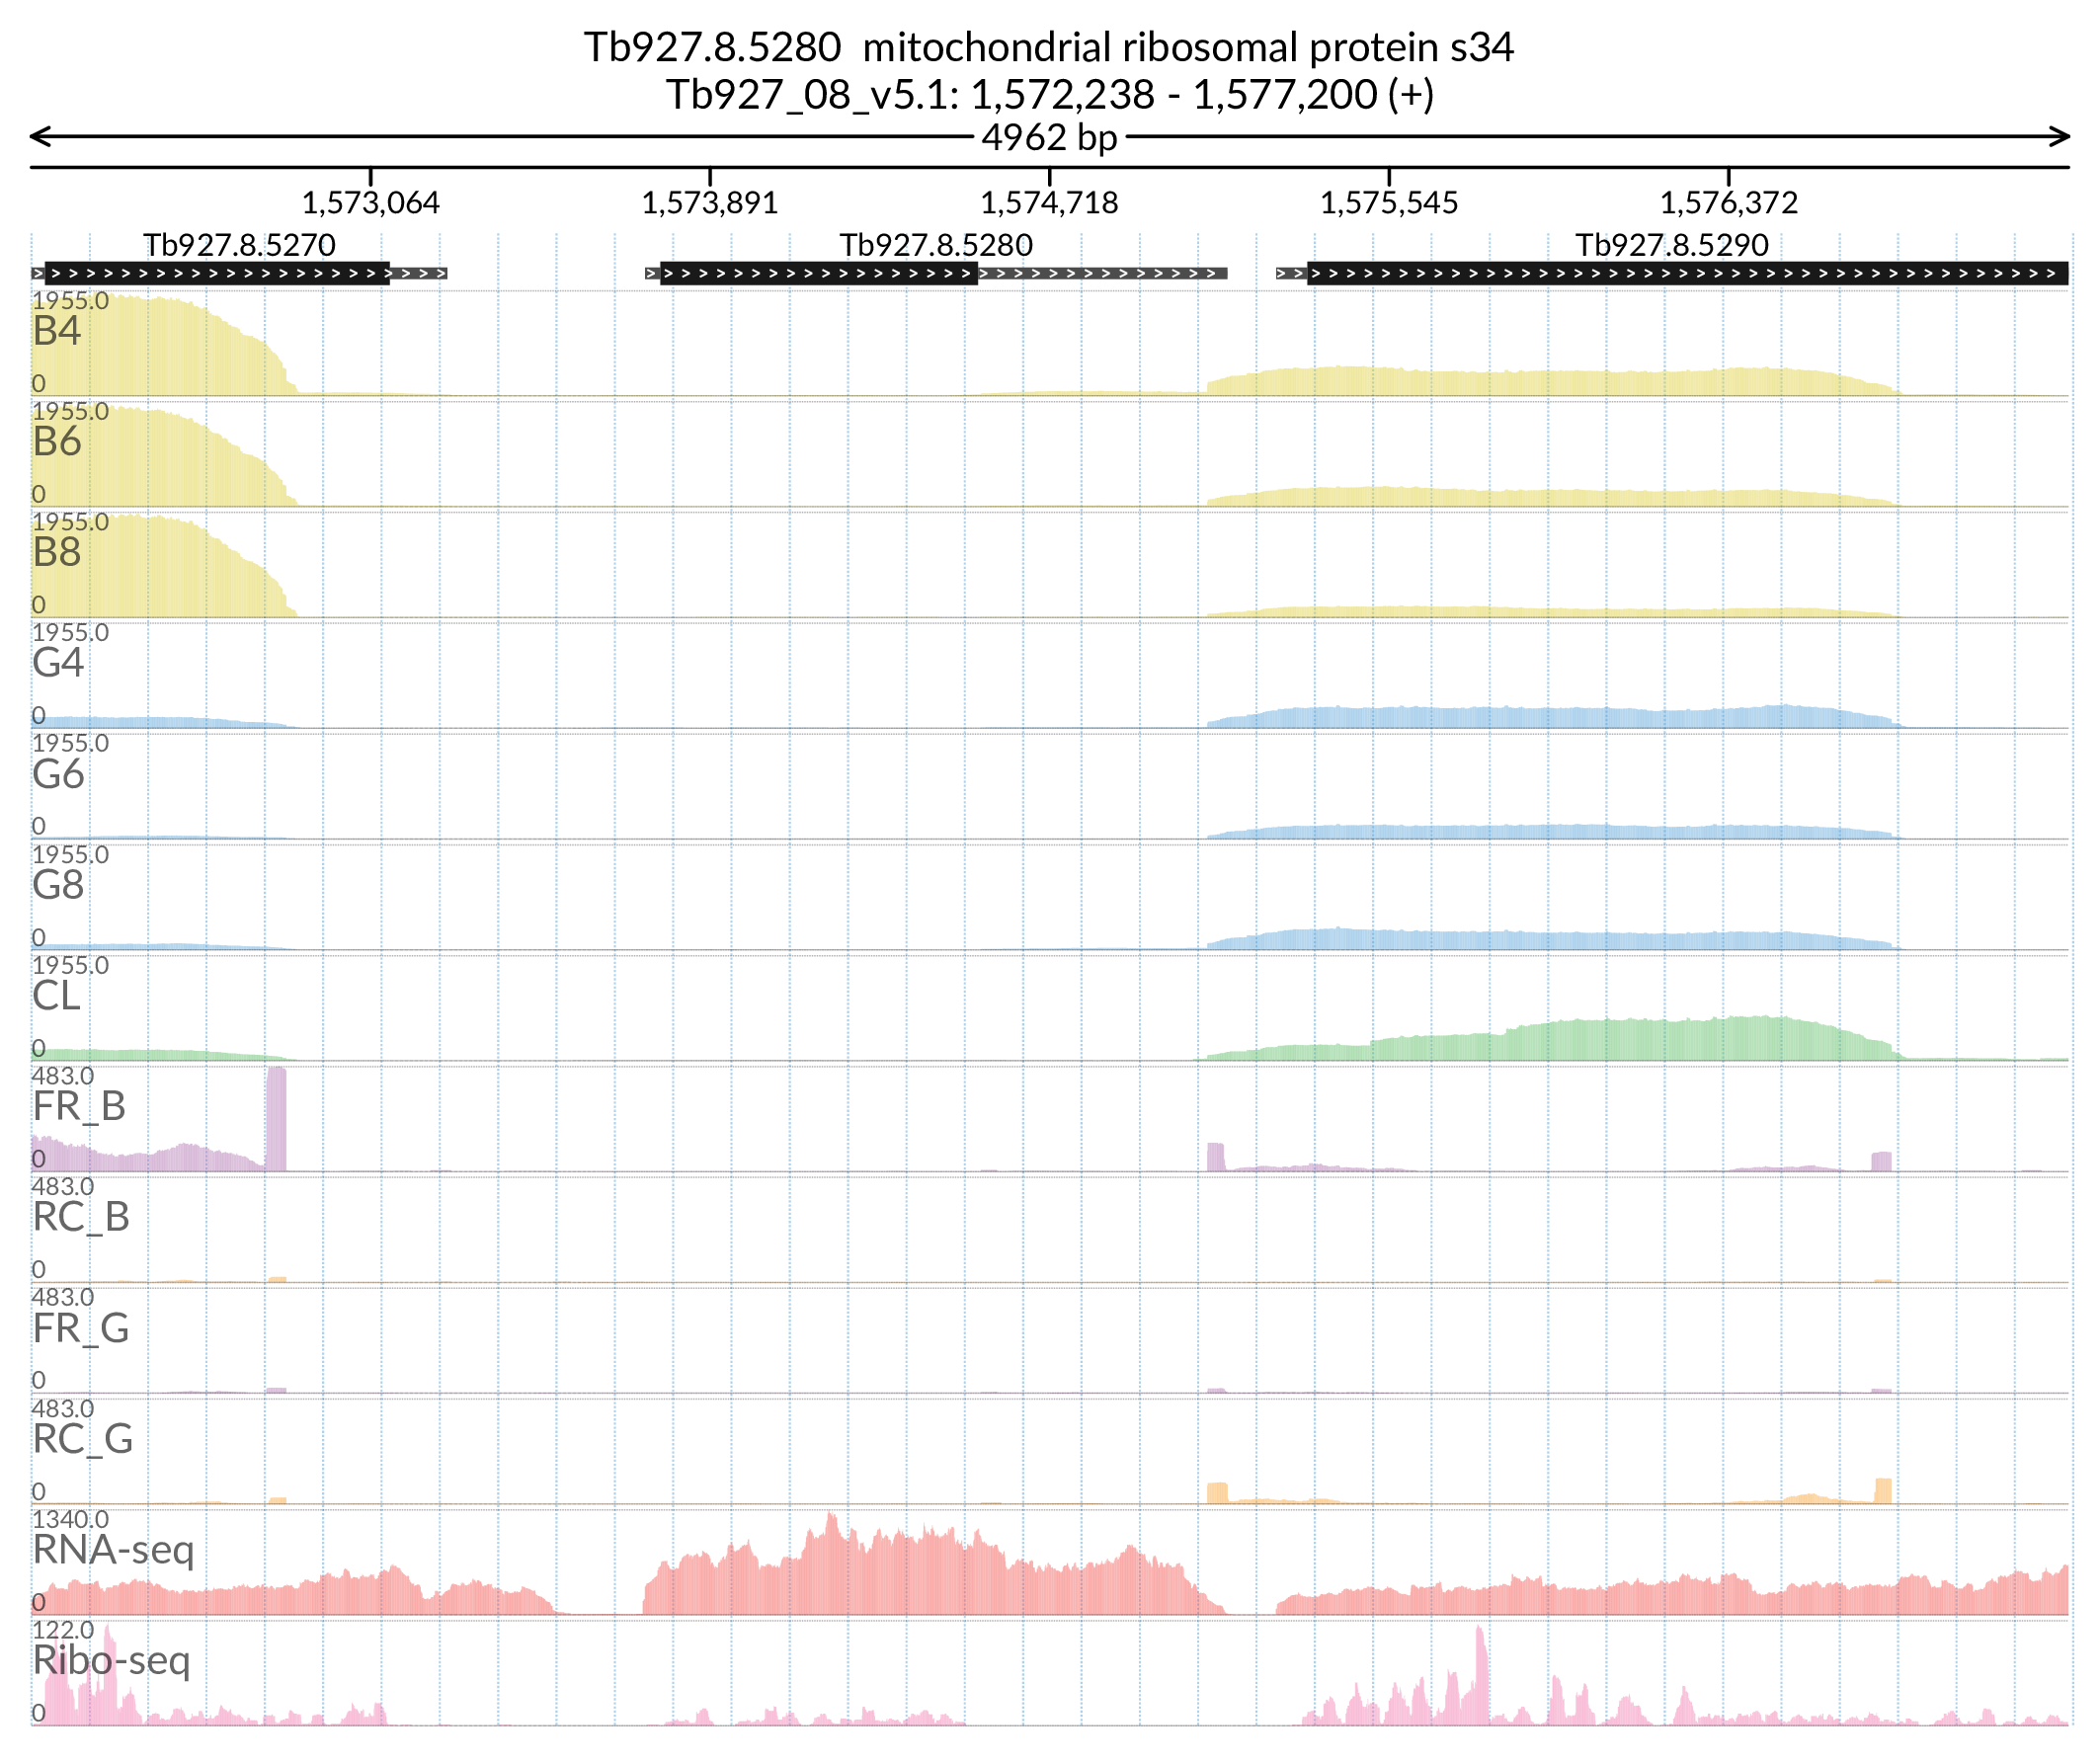 Tb927.8.5280  mitochondrial ribosomal protein s34
Tb927_08_v5.1: 1,572,238 - 1,577,200 (+)
4962 bp
1,573,064 1,573,891 1,574,718 1,575,545 1,576,372
Tb927.8.5270 Tb927.8.5280 Tb927.8.5290
1955.0
B4
0
1955.0
B6
0
1955.0
B8
0
1955.0
G4
0
1955.0
G6
0
1955.0
G8
0
1955.0
CL
0
483.0
FR_B
0
483.0
RC_B
0
483.0
FR_G
0
483.0
RC_G
0
1340.0
RNA-seq
0
122.0
Ribo-seq
0